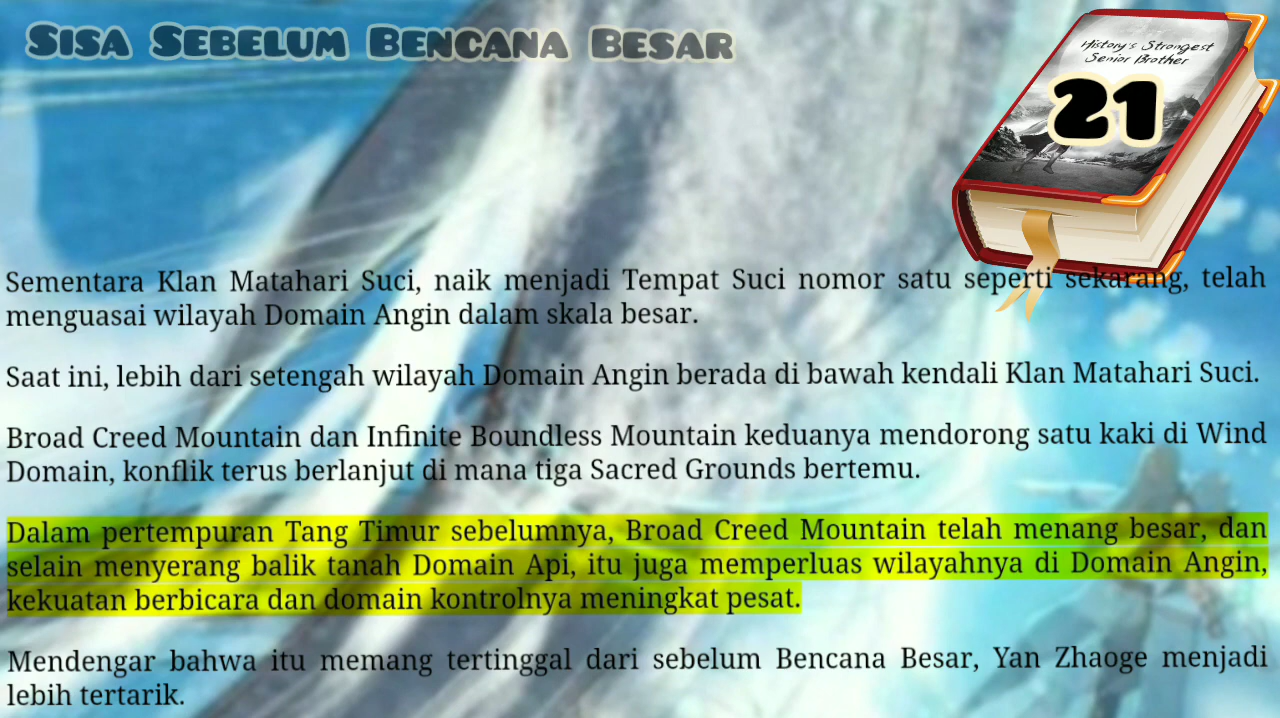 Sisa Sebelum Bencana Besar
History's Strongest
Senior Brother
21
Sementara Klan Matahari Suci, naik menjadi Tempat Suci nomor satu seperti sekarang, telah
menguasai wilayah Domain Angin dalam skala besar.
Saat ini, lebih dari setengah wilayah Domain Angin berada di bawah kendali Klan Matahari Suci.
Broad Creed Mountain dan Infinite Boundless Mountain keduanya mendorong satu kaki di Wind
Domain, konflik terus berlanjut di mana tiga Sacred Grounds bertemu.
Dalam pertempuran Tang Timur sebelumnya, Broad Creed Mountain telah menang besar, dan
selain menyerang balik tanah Domain Api, itu juga memperluas wilayahnya di Domain Angin,
kekuatan berbicara dan domain kontrolnya meningkat pesat.
Mendengar bahwa itu memang tertinggal dari sebelum Bencana Besar, Yan Zhaoge menjadi
lebih tertarik.